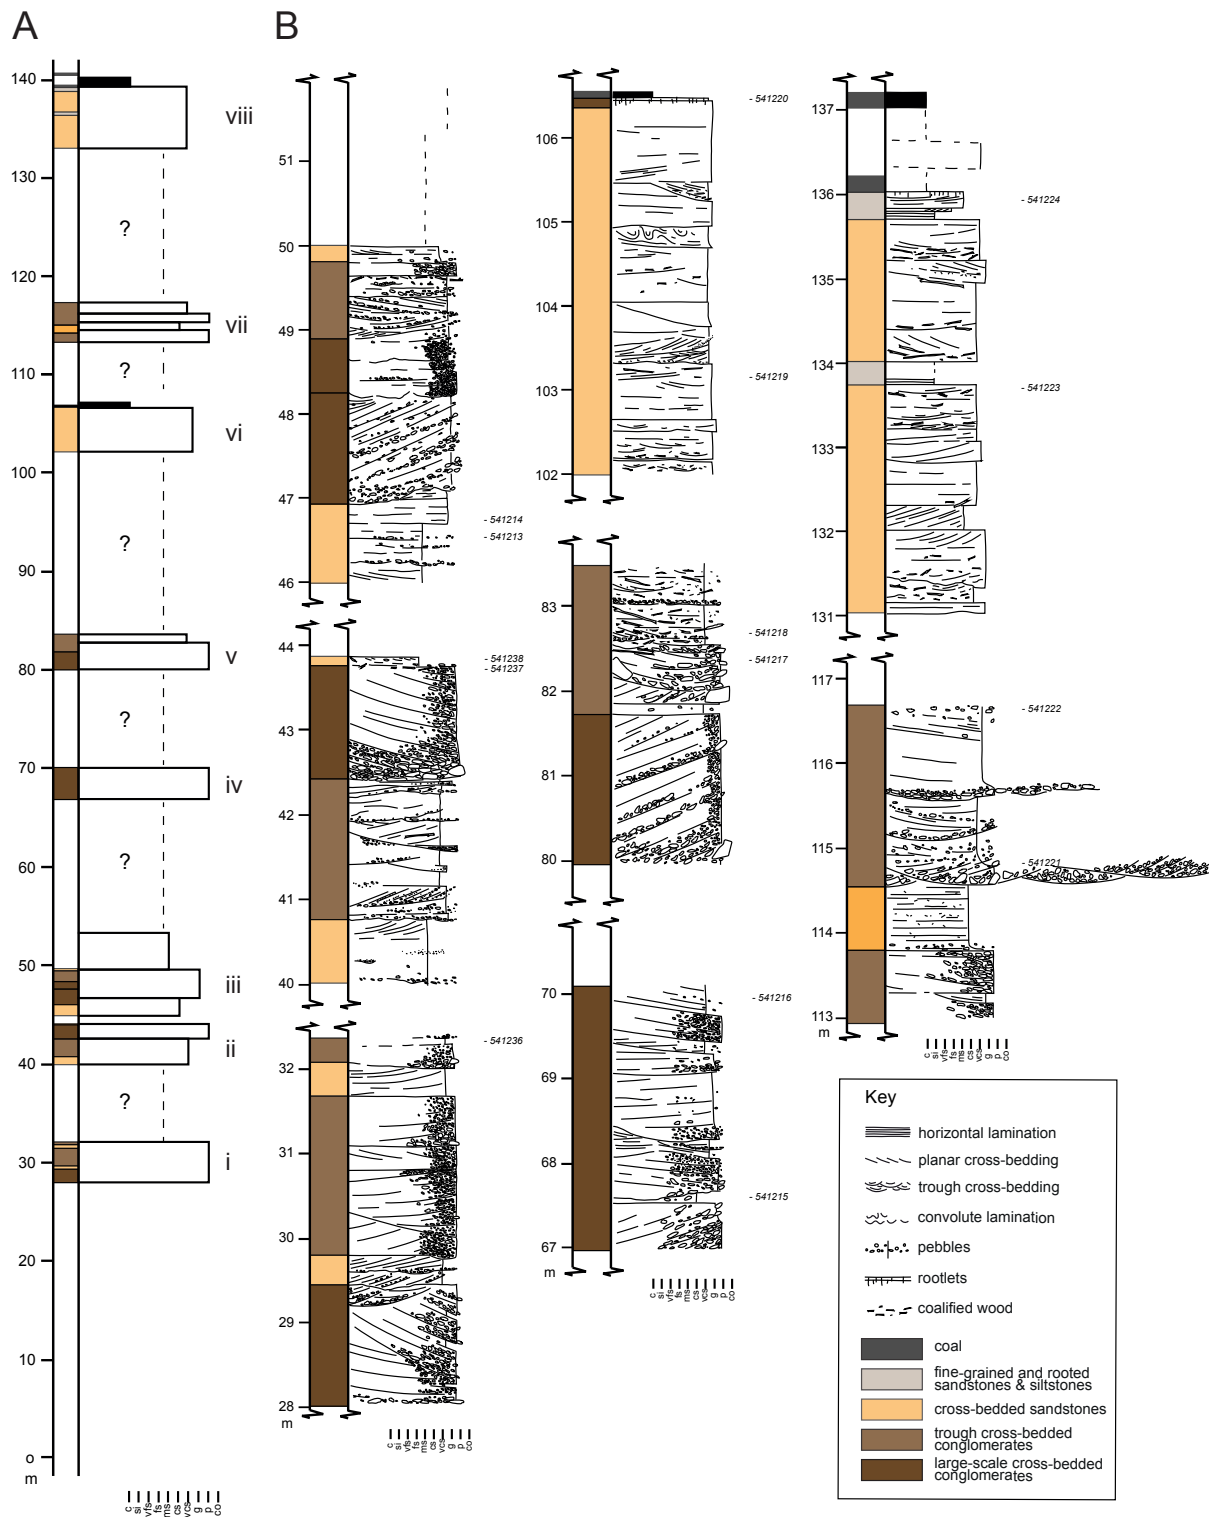 A
B
140
130
120
110
100
90
80
70
60
50
40
30
20
10
o
m
viii
?
vii
?
vi
?
v
?
iv
?
iii
ii
?
i
c
si
vfs
fs
ms
cs
vcs
g
p
co
51
50
49
48
47
46
- 541214
- 541213
44
43
42
41
40
- 541238
- 541237
32
31
30
29
28
m
- 541236
c
si
vfs
fs
ms
cs
vcs
g
p
co
106
105
104
103
102
- 541220
- 541219
83
82
81
80
- 541218
- 541217
70
69
68
67
m
- 541216
- 541215
c
si
vfs
fs
ms
cs
vcs
g
p
co
137
136
135
134
133
132
131
- 541224
- 541223
117
116
115
114
113
m
- 541222
- 541221
c
si
vfs
fs
ms
cs
vcs
g
p
co
Key
horizontal lamination
planar cross-bedding
trough cross-bedding
convolute lamination
pebbles
rootlets
coalified wood
coal
fine-grained and rooted
sandstones & siltstones
cross-bedded sandstones
trough cross-bedded
conglomerates
large-scale cross-bedded
conglomerates